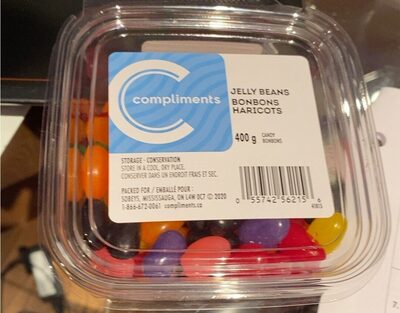 C compliments
JELLY BEANS
BONBONS
HARICOTS
400 g CANDY
BONBONS
STORAGE - CONSERVATION
STORE IN A COOL, DRY PLACE.
CONSERVER DANS UN ENDROIT FRAIS ET SEC.
PACKED FOR / EMBALLÉ POUR :
SOBEYS, MISSISSAUGA, ON L4W 0C7 © 2020
1-866-672-0061 compliments.ca
0 55742 56215 6